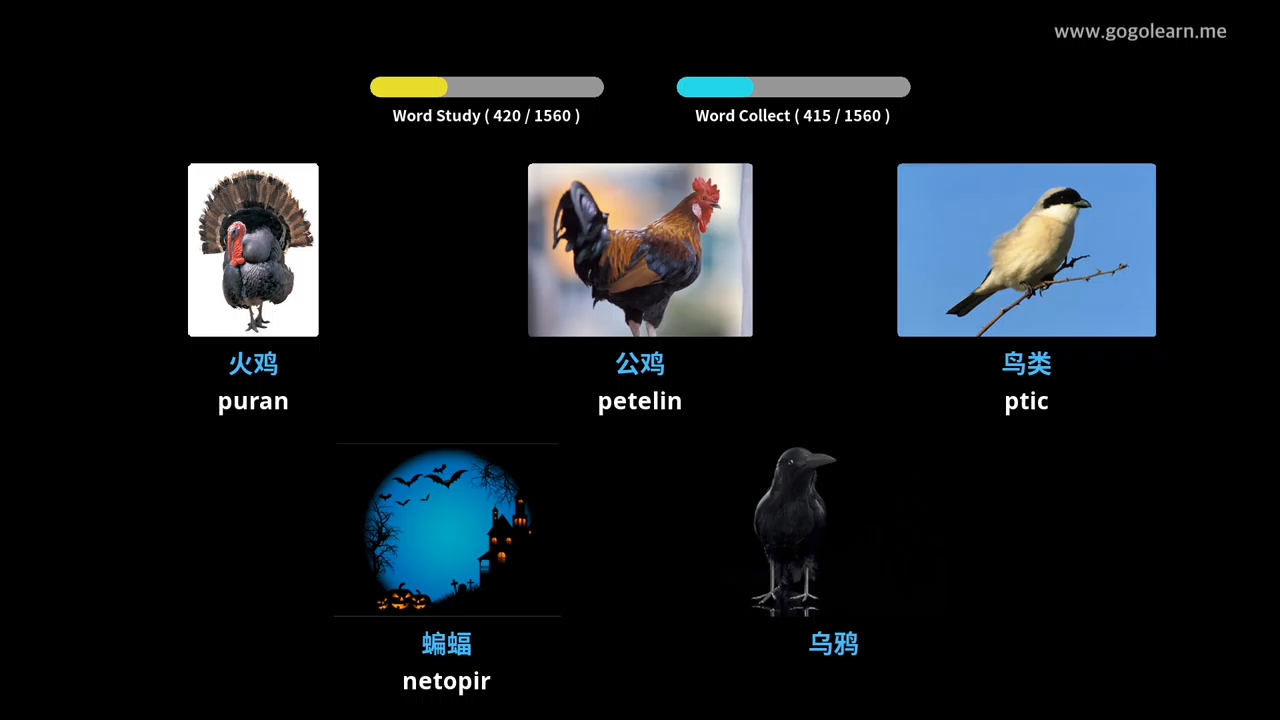 www.gogolearn.me
Word Study ( 420 / 1560 )
Word Collect ( 415 / 1560 )
火鸡
puran
公鸡
petelin
鸟类
ptic
蝙蝠
netopir
乌鸦